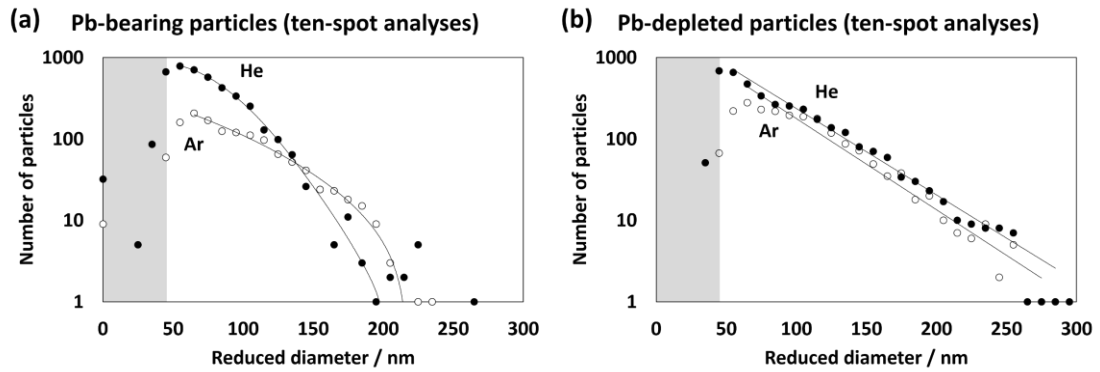 (a) Pb-bearing particles (ten-spot analyses)
1000
100
10
1
Number of particles
He
Ar
0 50 100 150 200 250 300
Reduced diameter / nm
(b) Pb-depleted particles (ten-spot analyses)
1000
100
10
1
Number of particles
He
Ar
0 50 100 150 200 250 300
Reduced diameter / nm